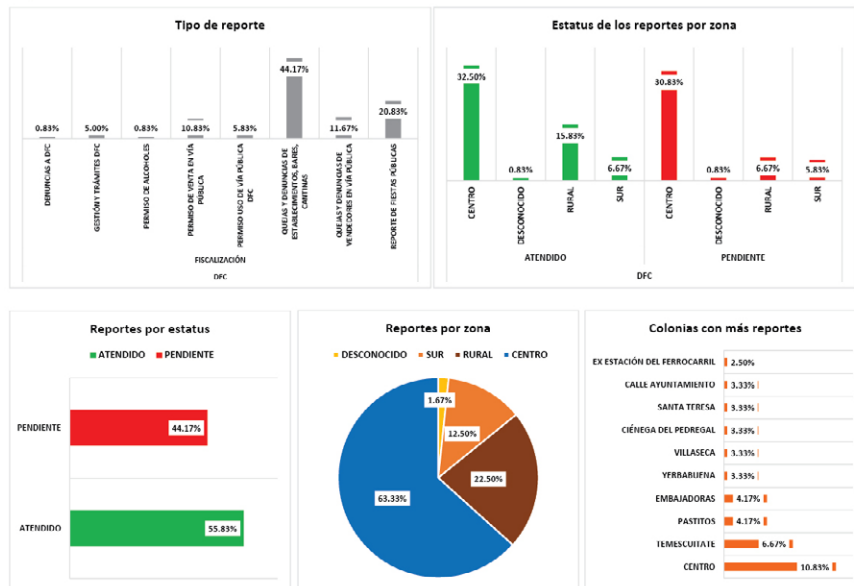 Tipo de reporte
44.17%
20.83%
11.67%
10.83%
5.83%
5.00%
0.83%
0.83%
DENUNCIAS A DFC
GESTIÓN Y TRÁMITES DFC
PERMISO DE ALCOHOLES
PERMISO DE VENTA EN VÍA
PÚBLICA
PERMISO USO DE VÍA PÚBLICA
DFC
QUEJAS Y DENUNCIAS DE
ESTABLECIMIENTOS, BARES,
CANTINAS
QUEJAS Y DENUNCIAS DE
VENDEDORES EN VÍA PÚBLICA
REPORTE DE FIESTAS PÚBLICAS
FISCALIZACIÓN
DFC
Estatus de los reportes por zona
32.50%
0.83%
15.83%
6.67%
30.83%
0.83%
6.67%
5.83%
CENTRO
DESCONOCIDO
RURAL
SUR
CENTRO
DESCONOCIDO
RURAL
SUR
ATENDIDO
PENDIENTE
DFC
Reportes por estatus
ATENDIDO PENDIENTE
PENDIENTE
44.17%
ATENDIDO
55.83%
Reportes por zona
DESCONOCIDO SUR RURAL CENTRO
1.67%
12.50%
22.50%
63.33%
Colonias con más reportes
EX ESTACIÓN DEL FERROCARRIL 2.50%
CALLE AYUNTAMIENTO 3.33%
SANTA TERESA 3.33%
CIÉNEGA DEL PEDREGAL 3.33%
VILLASECA 3.33%
YERBABUENA 3.33%
EMBAJADORAS 4.17%
PASTITOS 4.17%
TEMESCUITATE 6.67%
CENTRO 10.83%